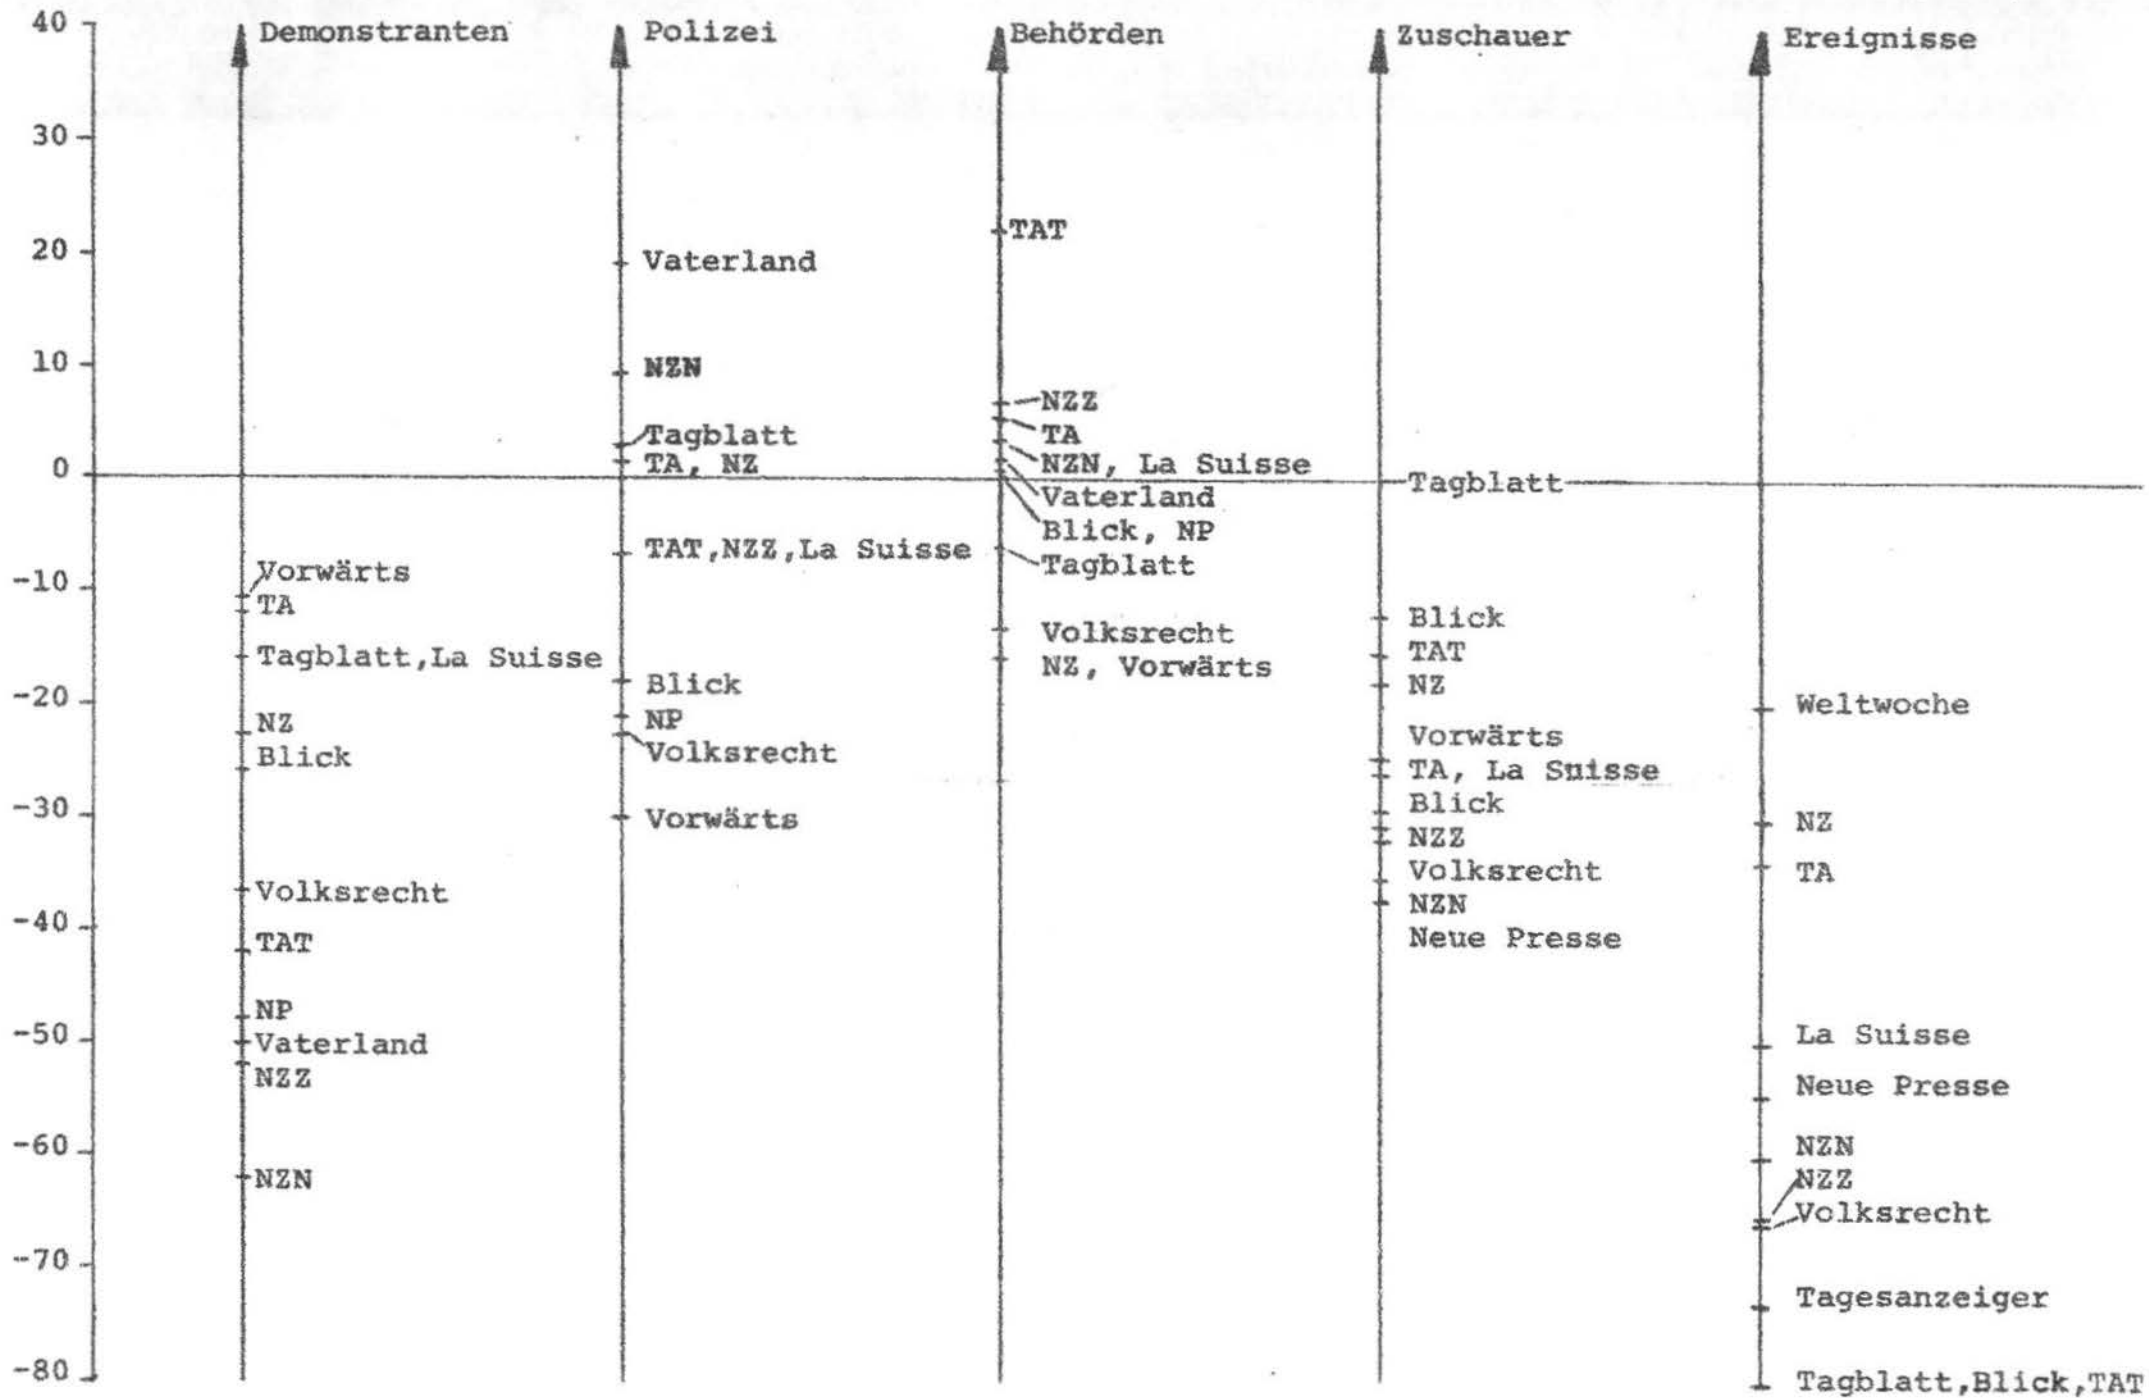 Demonstranten
Polizei
Behörden
Zuschauer
Ereignisse
40
30
20
10
0
-10
-20
-30
-40
-50
-60
-70
-80
Vorwärts
TA
Tagblatt,La Suisse
NZ
Blick
Volksrecht
TAT
NP
Vaterland
NZZ
NZN
Vaterland
NZN
Tagblatt
TA, NZ
TAT,NZZ,La Suisse
Blick
NP
Volksrecht
Vorwärts
TAT
NZZ
TA
NZN, La Suisse
Vaterland
Blick, NP
Tagblatt
Volksrecht
NZ, Vorwärts
Tagblatt
Blick
TAT
NZ
Vorwärts
TA, La Suisse
Blick
NZZ
Volksrecht
NZN
Neue Presse
Weltwoche
NZ
TA
La Suisse
Neue Presse
NZN
NZZ
Volksrecht
Tagesanzeiger
Tagblatt,Blick,TAT